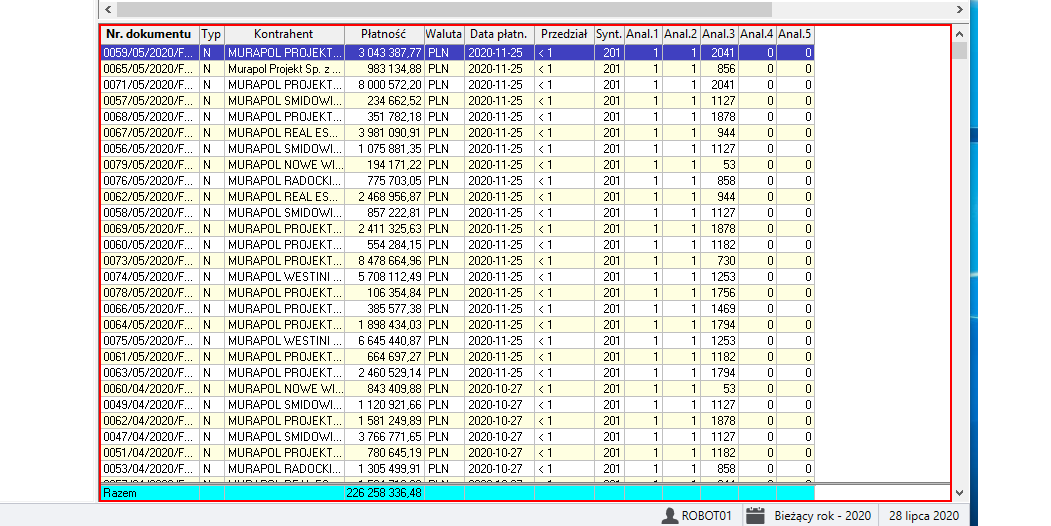 Nr. dokumentu Typ Kontrahent Płatność Waluta Data płatn. Przedział Synt. Anal.1 Anal.2 Anal.3 Anal.4 Anal.5
0059/05/2020/F... N MURAPOL PROJEKT... 3 043 387,77 PLN 2020-11-25 < 1 201 1 1 2041 0 0
0065/05/2020/F... N Murapol Projekt Sp. z ... 983 134,88 PLN 2020-11-25 < 1 201 1 1 856 0 0
0071/05/2020/F... N MURAPOL PROJEKT... 8 000 572,20 PLN 2020-11-25 < 1 201 1 1 2041 0 0
0057/05/2020/F... N MURAPOL SMIDOWI... 234 662,52 PLN 2020-11-25 < 1 201 1 1 1127 0 0
0068/05/2020/F... N MURAPOL PROJEKT... 351 782,18 PLN 2020-11-25 < 1 201 1 1 1878 0 0
0067/05/2020/F... N MURAPOL REAL ES... 3 981 090,91 PLN 2020-11-25 < 1 201 1 1 944 0 0
0056/05/2020/F... N MURAPOL SMIDOWI... 1 075 881,35 PLN 2020-11-25 < 1 201 1 1 1127 0 0
0079/05/2020/F... N MURAPOL NOWE WI... 194 171,22 PLN 2020-11-25 < 1 201 1 1 53 0 0
0076/05/2020/F... N MURAPOL RADOCKI... 775 703,05 PLN 2020-11-25 < 1 201 1 1 858 0 0
0062/05/2020/F... N MURAPOL REAL ES... 2 468 956,87 PLN 2020-11-25 < 1 201 1 1 944 0 0
0058/05/2020/F... N MURAPOL SMIDOWI... 857 222,81 PLN 2020-11-25 < 1 201 1 1 1127 0 0
0069/05/2020/F... N MURAPOL PROJEKT... 2 411 325,63 PLN 2020-11-25 < 1 201 1 1 1878 0 0
0060/05/2020/F... N MURAPOL PROJEKT... 554 284,15 PLN 2020-11-25 < 1 201 1 1 1182 0 0
0073/05/2020/F... N MURAPOL PROJEKT... 8 478 664,96 PLN 2020-11-25 < 1 201 1 1 730 0 0
0074/05/2020/F... N MURAPOL WESTINI ... 5 708 112,49 PLN 2020-11-25 < 1 201 1 1 1253 0 0
0078/05/2020/F... N MURAPOL PROJEKT... 106 354,84 PLN 2020-11-25 < 1 201 1 1 1756 0 0
0066/05/2020/F... N MURAPOL PROJEKT... 385 577,38 PLN 2020-11-25 < 1 201 1 1 1469 0 0
0064/05/2020/F... N MURAPOL PROJEKT... 1 898 434,03 PLN 2020-11-25 < 1 201 1 1 1794 0 0
0075/05/2020/F... N MURAPOL WESTINI ... 6 645 440,87 PLN 2020-11-25 < 1 201 1 1 1253 0 0
0061/05/2020/F... N MURAPOL PROJEKT... 664 697,27 PLN 2020-11-25 < 1 201 1 1 1182 0 0
0063/05/2020/F... N MURAPOL PROJEKT... 2 460 529,14 PLN 2020-11-25 < 1 201 1 1 1794 0 0
0060/04/2020/F... N MURAPOL NOWE WI... 843 409,88 PLN 2020-10-27 < 1 201 1 1 53 0 0
0049/04/2020/F... N MURAPOL SMIDOWI... 1 120 921,66 PLN 2020-10-27 < 1 201 1 1 1127 0 0
0062/04/2020/F... N MURAPOL PROJEKT... 1 581 249,89 PLN 2020-10-27 < 1 201 1 1 1878 0 0
0047/04/2020/F... N MURAPOL SMIDOWI... 3 766 771,65 PLN 2020-10-27 < 1 201 1 1 1127 0 0
0051/04/2020/F... N MURAPOL PROJEKT... 780 645,19 PLN 2020-10-27 < 1 201 1 1 1182 0 0
0053/04/2020/F... N MURAPOL RADOCKI... 1 305 499,91 PLN 2020-10-27 < 1 201 1 1 858 0 0
Razem 226 258 336,48
ROBOT01 Bieżący rok - 2020 28 lipca 2020